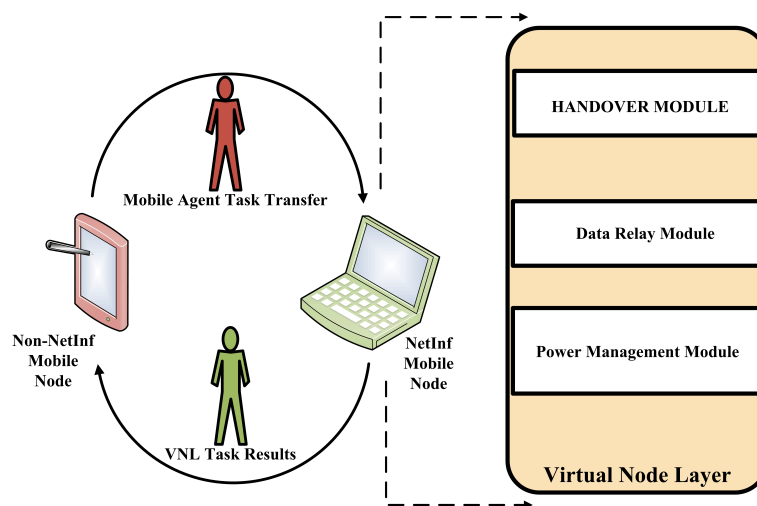 HANDOVER MODULE
Mobile Agent Task Transfer
Data Relay Module
Non-NetInf
Mobile
Node
NetInf
Mobile
Node
Power Management Module
VNL Task Results
Virtual Node Layer